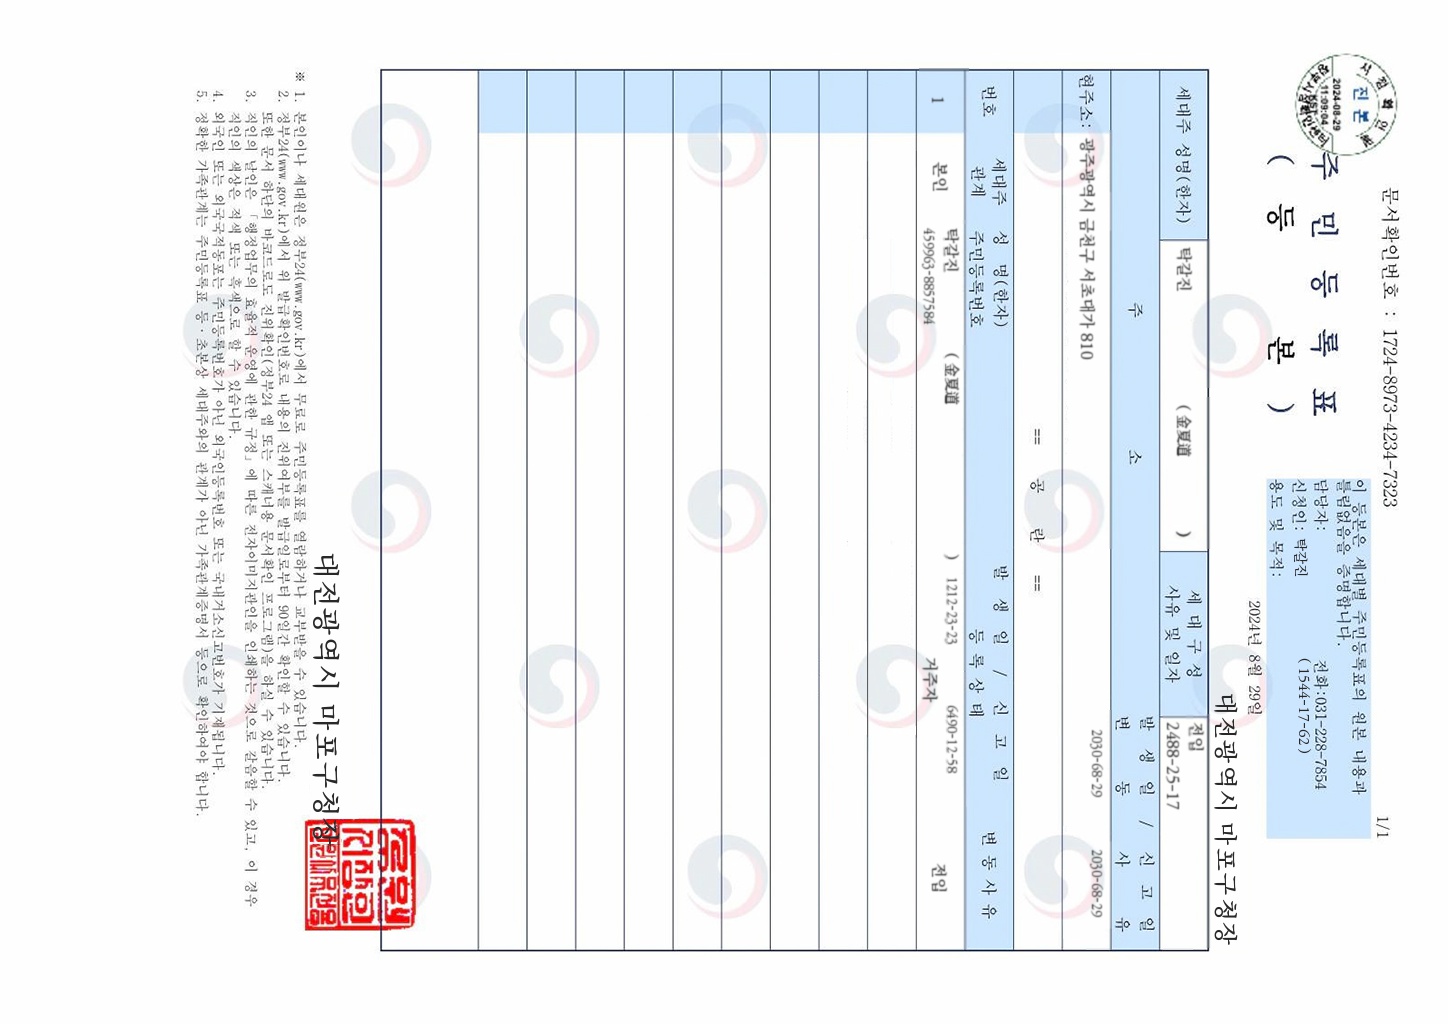 문서확인번호 : 1724-8973-4234-7323
1/1
진본
2024-08-29
11:09:04
주 민 등 록 표
( 등 본 )
이 등본은 세대별 주민등록표의 원본 내용과
틀림없음을 증명합니다.
담당자: 전화:031-228-7854
신청인: 탁갈진 (1544-17-62)
용도 및 목적:
2024년 8월 29일
대전광역시 마포구청장
세대주 성명(한자) 탁갈진 ( 金夏道 ) 세 대 구 성 사유 및 일자 전입
2488-25-17
주 소 발 생 일 / 신 고 일
변 동 사 유
현주소: 광주광역시 금천구 서초대가 810 2030-68-29 2030-68-29
== 공 란 ==
번호 세대주 관계 성 명(한자) 주민등록번호 발 생 일 / 신 고 일 등 록 상 태 변 동 사 유
1 본인 탁갈진 ( 金夏道 ) 1212-23-23 6490-12-58 전입
459963-8857584 거주자
대전광역시 마포구청장
※ 1. 본인이나 세대원은 정부24(www.gov.kr)에서 무료로 주민등록표를 열람하거나 교부받을 수 있습니다.
2. 정부24(www.gov.kr)에서 위 발급확인번호로 내용의 진위여부를 발급일로부터 90일간 확인할 수 있습니다.
또한 문서 하단의 바코드로도 진위확인(정부24 앱 또는 스캐너용 문서확인 프로그램)을 하실 수 있습니다.
3. 직인의 날인은 「행정업무의 효율적 운영에 관한 규정」에 따른 전자이미지관인을 인쇄하는 것으로 갈음할 수 있고, 이 경우
직인의 색상은 적색 또는 흑색으로 할 수 있습니다.
4. 외국인 또는 외국국적동포는 주민등록번호가 아닌 외국인등록번호 또는 국내거소신고번호가 기재됩니다.
5. 정확한 가족관계는 주민등록표 등·초본상 세대주와의 관계가 아닌 가족관계증명서 등으로 확인하여야 합니다.